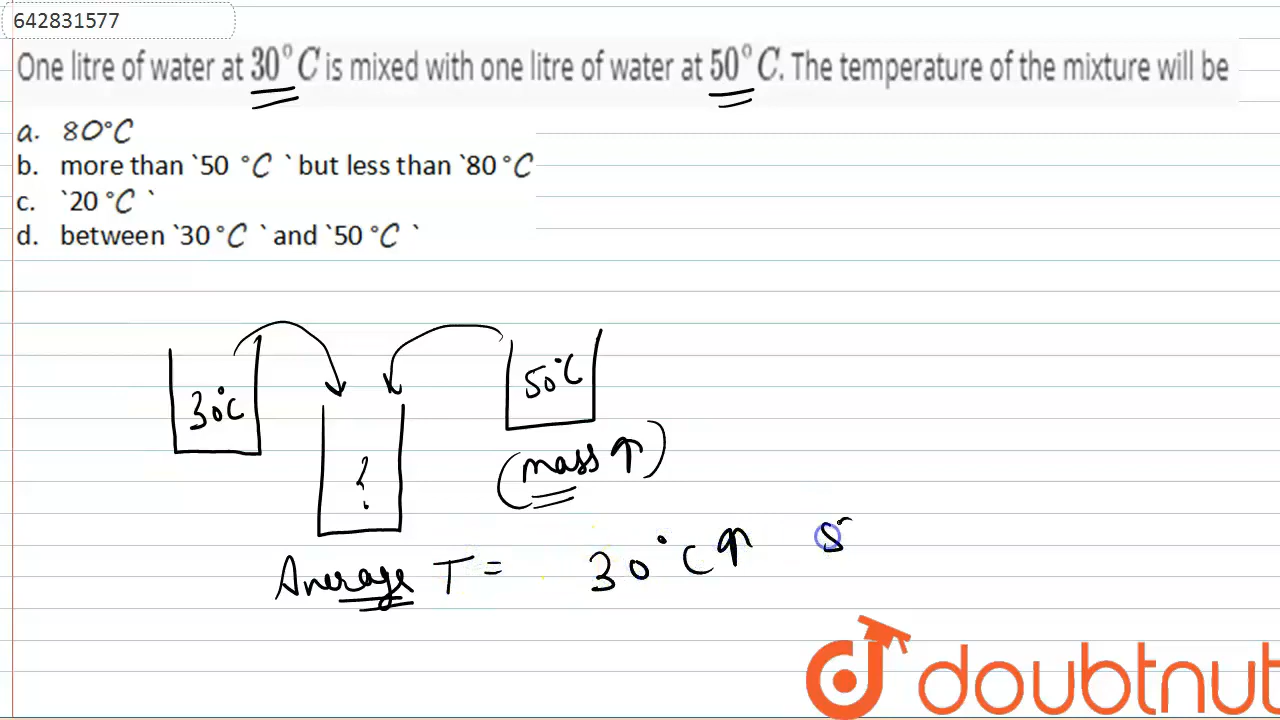 642831577
One litre of water at 30° C is mixed with one litre of water at 50° C. The temperature of the mixture will be
a. 80°C
b. more than `50 °C ` but less than `80°C
c. `20 °C `
d. between `30°C ` and `50 °C `
30°C
50°C
?
(mass ↑)
Average T = 30°C ↑
doubtnut